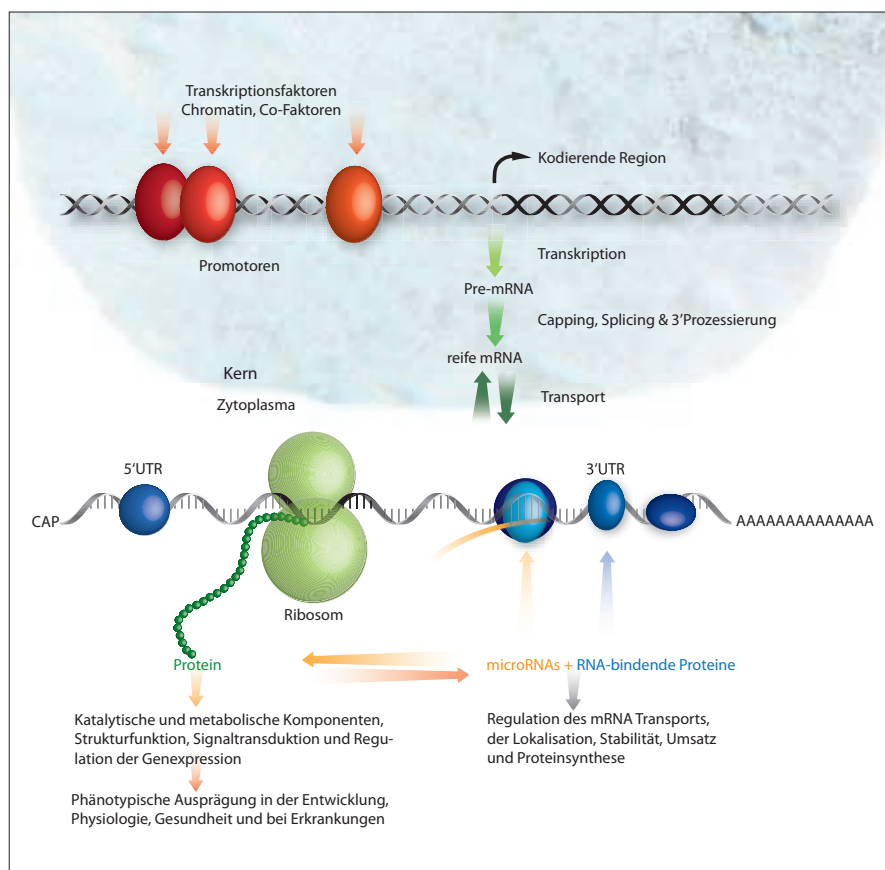 Transkriptionsfaktoren
Chromatin, Co-Faktoren
Kodierende Region
Promotoren
Transkription
Pre-mRNA
Capping, Splicing & 3'Prozessierung
reife mRNA
Kern
Transport
Zytoplasma
5'UTR
3'UTR
CAP
AAAAAAAAAAAAAA
Ribosom
Protein
microRNAs + RNA-bindende Proteine
Katalytische und metabolische Komponenten,
Strukturfunktion, Signaltransduktion und Regu-
lation der Genexpression
Regulation des mRNA Transports,
der Lokalisation, Stabilität, Umsatz
und Proteinsynthese
Phänotypische Ausprägung in der Entwicklung,
Physiologie, Gesundheit und bei Erkrankungen